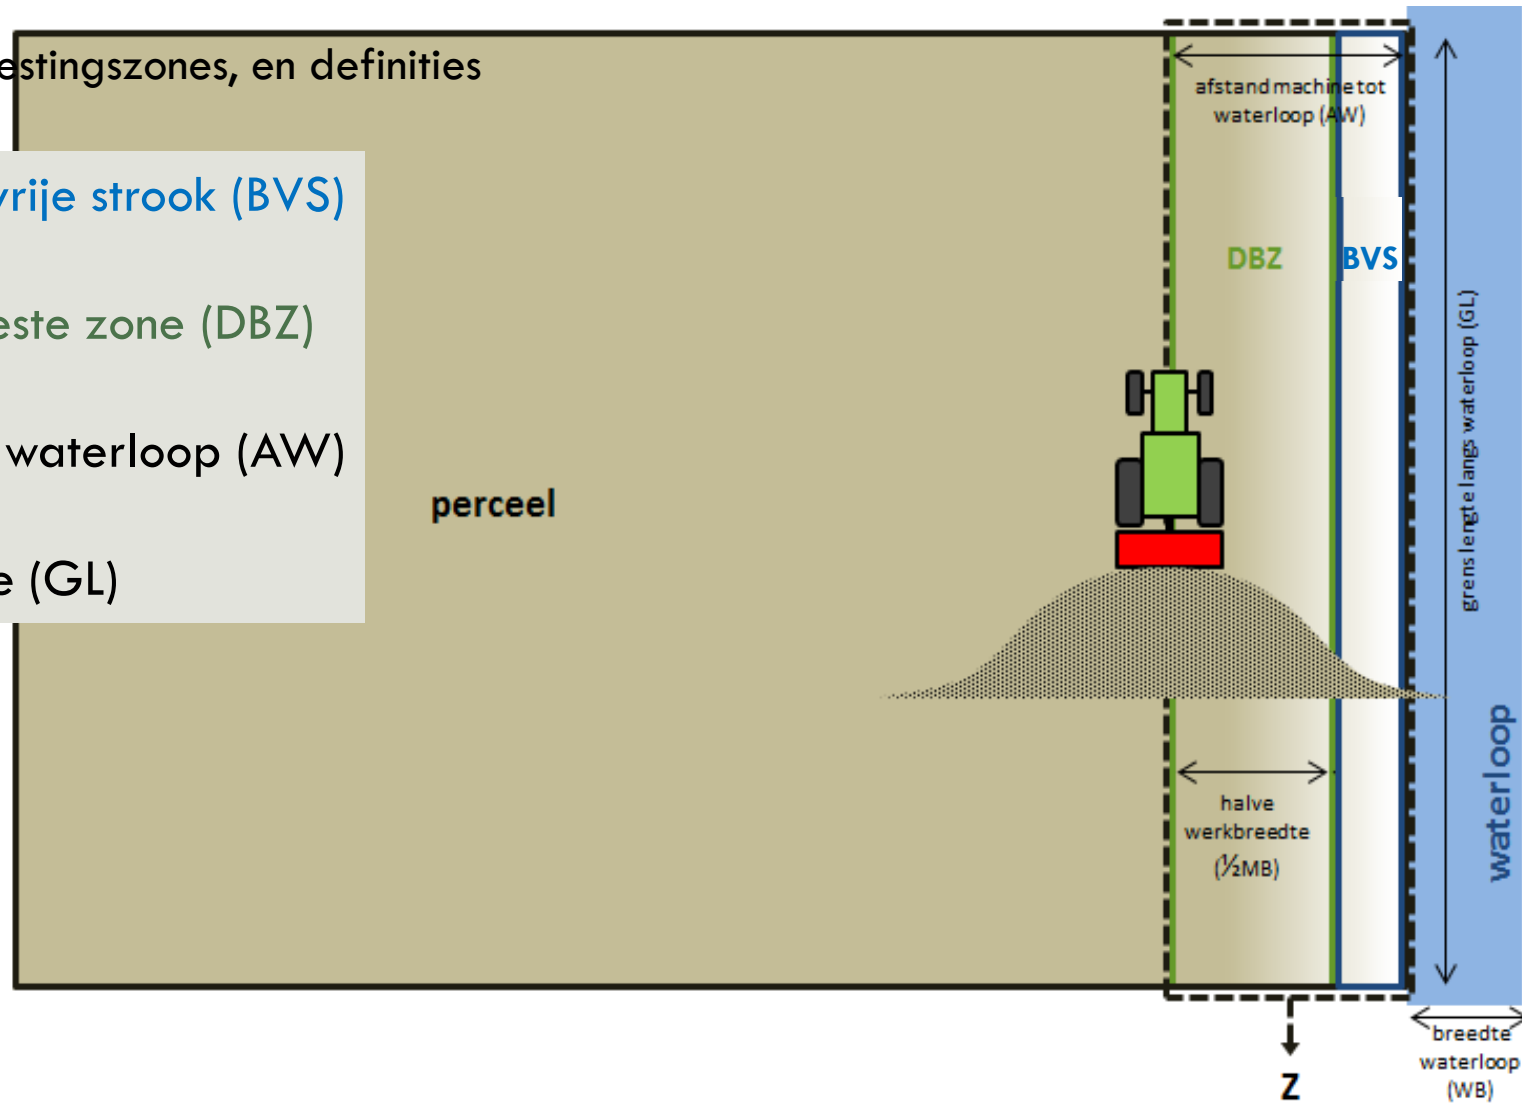 estingszones, en definities
vrije strook (BVS)
este zone (DBZ)
waterloop (AW)
e (GL)
perceel
afstand machine tot
waterloop (AW)
DBZ
BVS
grenslengte langs waterloop (GL)
halve
werkbreedte
(½MB)
waterloop
breedte
waterloop
(WB)
Z